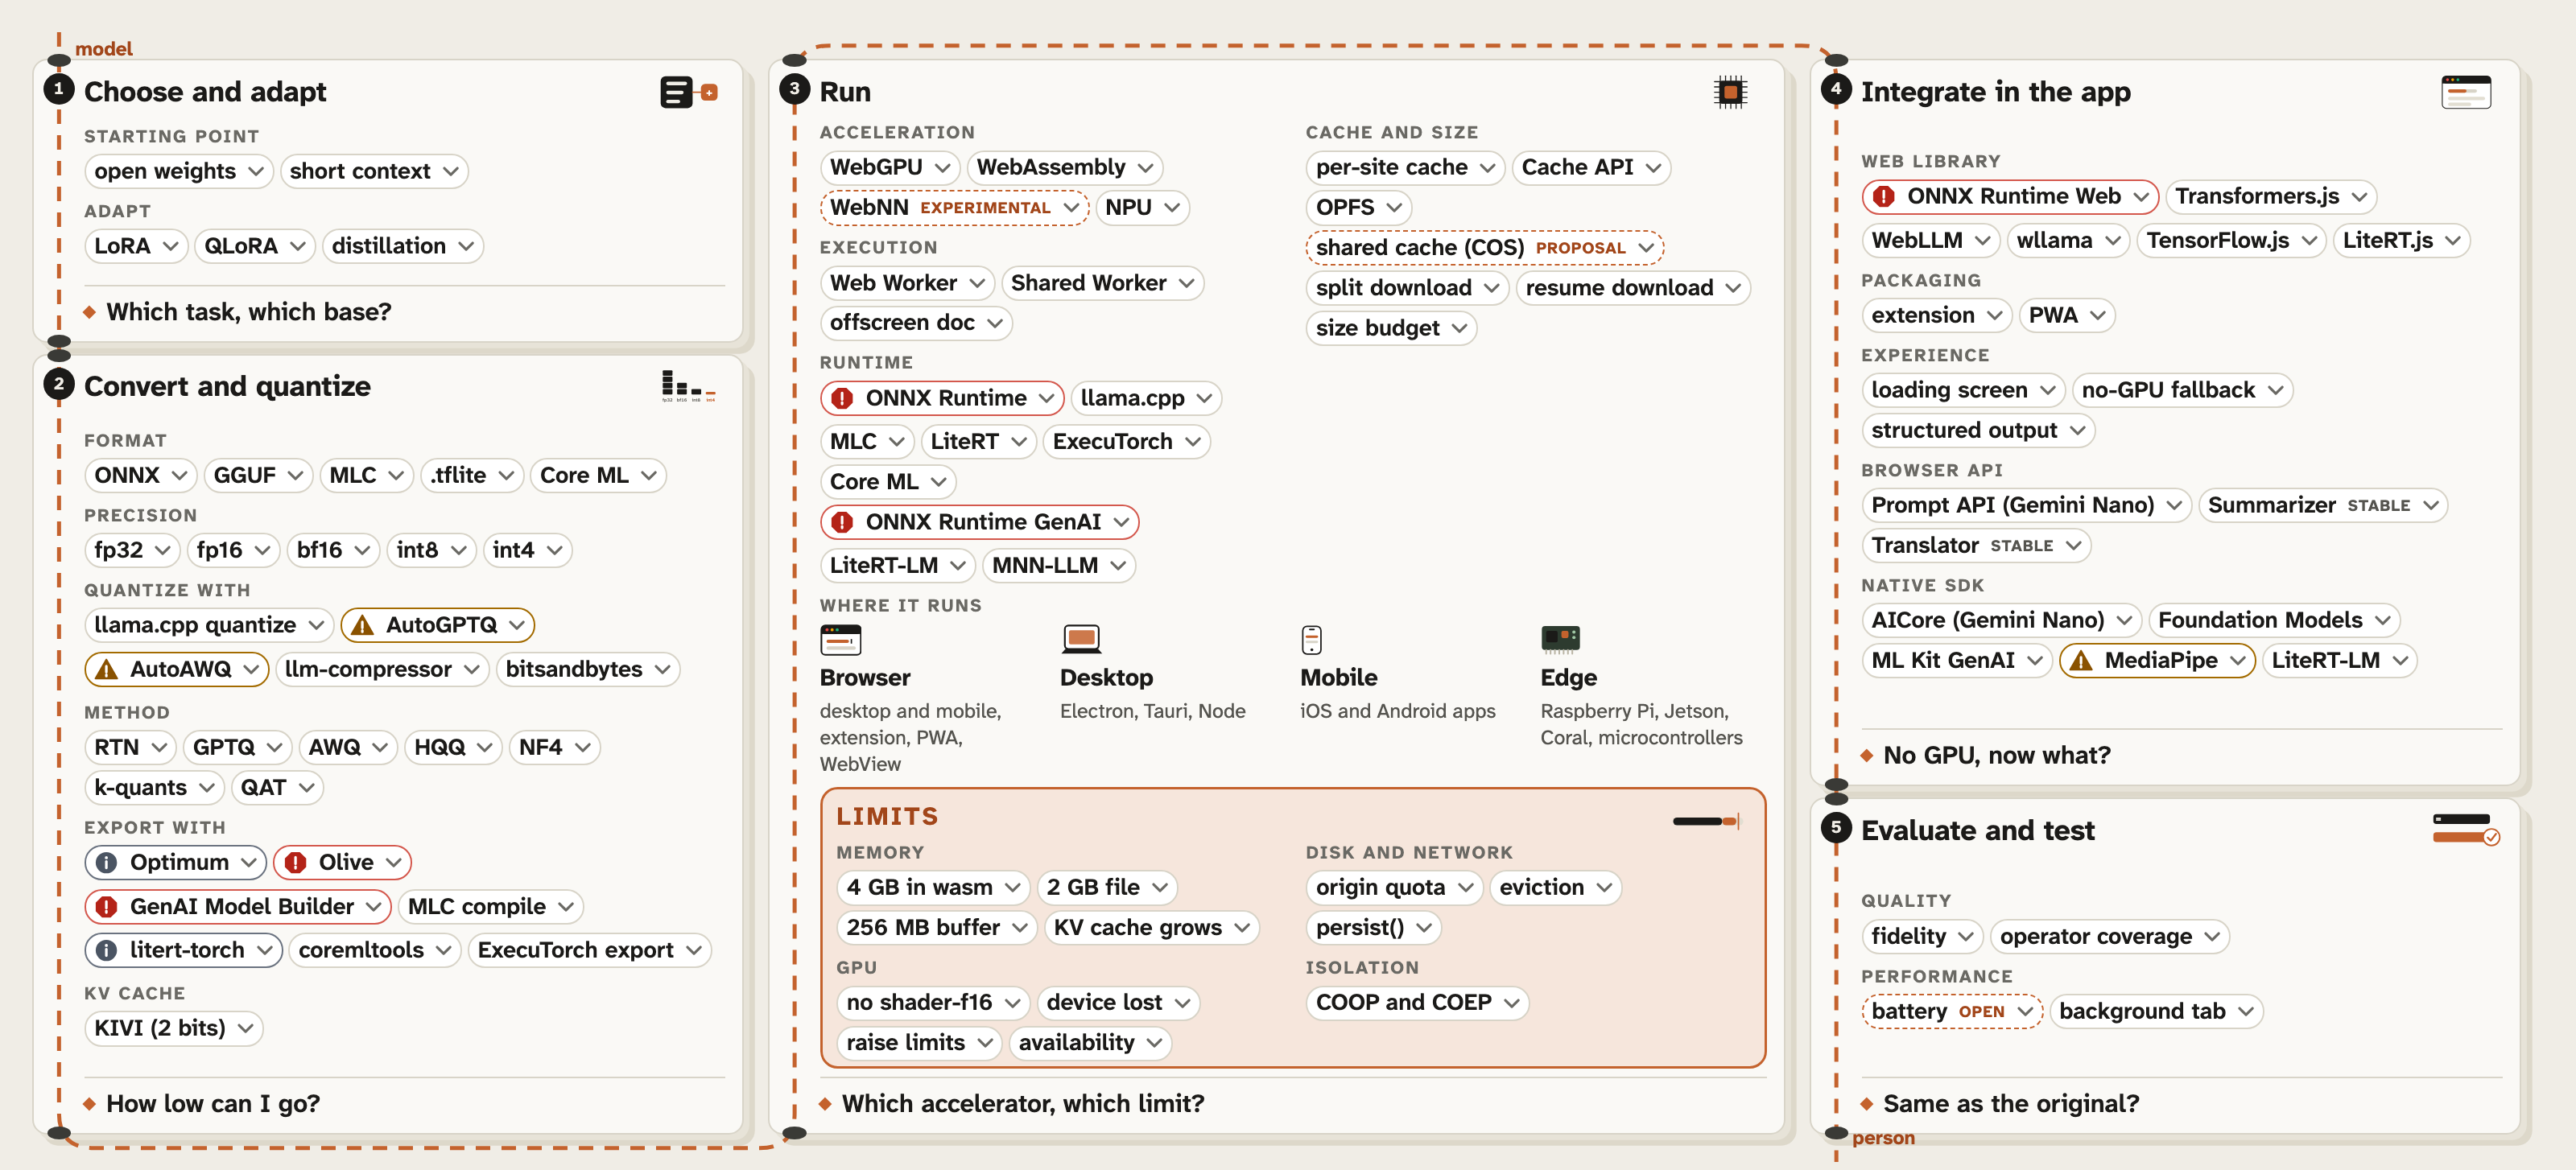 model
1 Choose and adapt
STARTING POINT
open weights short context
ADAPT
LoRA QLoRA distillation
Which task, which base?
2 Convert and quantize
fp32 bf16 int8 int4
FORMAT
ONNX GGUF MLC .tflite Core ML
PRECISION
fp32 fp16 bf16 int8 int4
QUANTIZE WITH
llama.cpp quantize AutoGPTQ
AutoAWQ llm-compressor bitsandbytes
METHOD
RTN GPTQ AWQ HQQ NF4
k-quants QAT
EXPORT WITH
Optimum Olive
GenAI Model Builder MLC compile
litert-torch coremltools ExecuTorch export
KV CACHE
KIVI (2 bits)
How low can I go?
3 Run
ACCELERATION
WebGPU WebAssembly
WebNN EXPERIMENTAL NPU
EXECUTION
Web Worker Shared Worker
offscreen doc
RUNTIME
ONNX Runtime llama.cpp
MLC LiteRT ExecuTorch
Core ML
ONNX Runtime GenAI
LiteRT-LM MNN-LLM
CACHE AND SIZE
per-site cache Cache API
OPFS
shared cache (COS) PROPOSAL
split download resume download
size budget
WHERE IT RUNS
Browser
desktop and mobile,
extension, PWA,
WebView
Desktop
Electron, Tauri, Node
Mobile
iOS and Android apps
Edge
Raspberry Pi, Jetson,
Coral, microcontrollers
LIMITS
MEMORY
4 GB in wasm 2 GB file
256 MB buffer KV cache grows
GPU
no shader-f16 device lost
raise limits availability
DISK AND NETWORK
origin quota eviction
persist()
ISOLATION
COOP and COEP
Which accelerator, which limit?
4 Integrate in the app
WEB LIBRARY
ONNX Runtime Web Transformers.js
WebLLM wllama TensorFlow.js LiteRT.js
PACKAGING
extension PWA
EXPERIENCE
loading screen no-GPU fallback
structured output
BROWSER API
Prompt API (Gemini Nano) Summarizer STABLE
Translator STABLE
NATIVE SDK
AICore (Gemini Nano) Foundation Models
ML Kit GenAI MediaPipe LiteRT-LM
No GPU, now what?
5 Evaluate and test
QUALITY
fidelity operator coverage
PERFORMANCE
battery OPEN background tab
Same as the original?
person